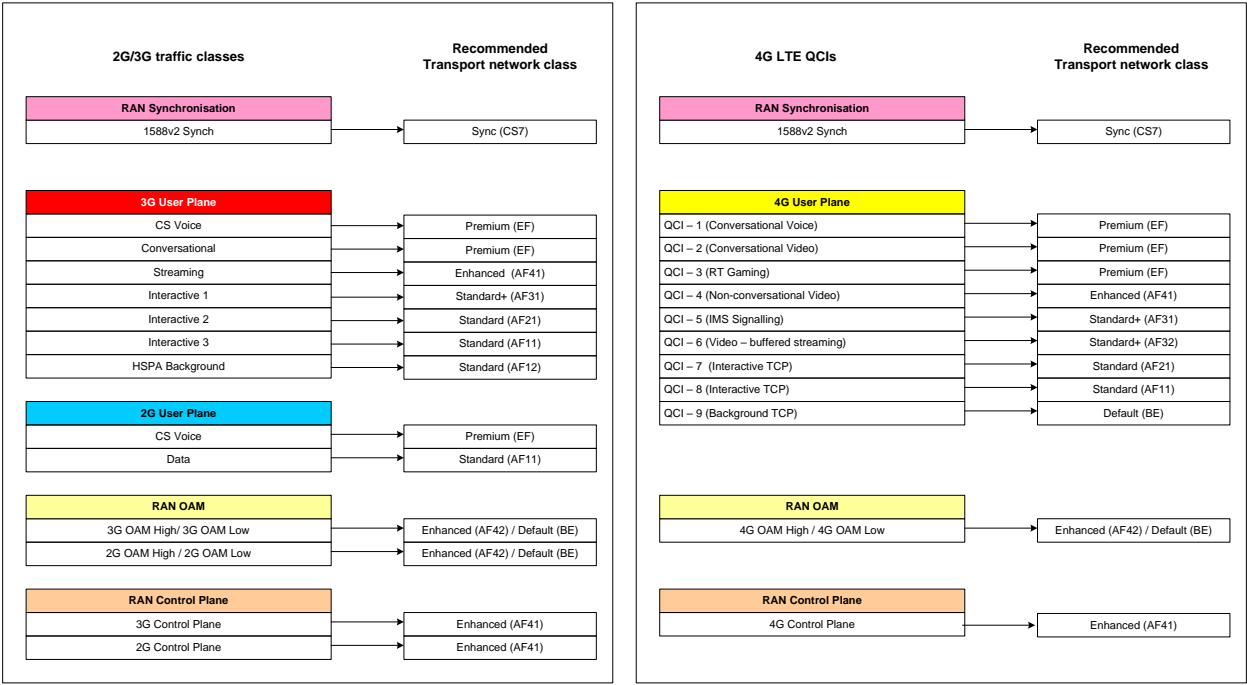 2G/3G traffic classes
Recommended
Transport network class
RAN Synchronisation
1588v2 Synch
Sync (CS7)
3G User Plane
CS Voice
Premium (EF)
Conversational
Premium (EF)
Streaming
Enhanced (AF41)
Interactive 1
Standard+ (AF31)
Interactive 2
Standard (AF21)
Interactive 3
Standard (AF11)
HSPA Background
Standard (AF12)
2G User Plane
CS Voice
Premium (EF)
Data
Standard (AF11)
RAN OAM
3G OAM High/ 3G OAM Low
Enhanced (AF42) / Default (BE)
2G OAM High / 2G OAM Low
Enhanced (AF42) / Default (BE)
RAN Control Plane
3G Control Plane
Enhanced (AF41)
2G Control Plane
Enhanced (AF41)
4G LTE QCIs
Recommended
Transport network class
RAN Synchronisation
1588v2 Synch
Sync (CS7)
4G User Plane
QCI – 1 (Conversational Voice)
Premium (EF)
QCI – 2 (Conversational Video)
Premium (EF)
QCI – 3 (RT Gaming)
Premium (EF)
QCI – 4 (Non-conversational Video)
Enhanced (AF41)
QCI – 5 (IMS Signalling)
Standard+ (AF31)
QCI – 6 (Video – buffered streaming)
Standard+ (AF32)
QCI – 7 (Interactive TCP)
Standard (AF21)
QCI – 8 (Interactive TCP)
Standard (AF11)
QCI – 9 (Background TCP)
Default (BE)
RAN OAM
4G OAM High / 4G OAM Low
Enhanced (AF42) / Default (BE)
RAN Control Plane
4G Control Plane
Enhanced (AF41)